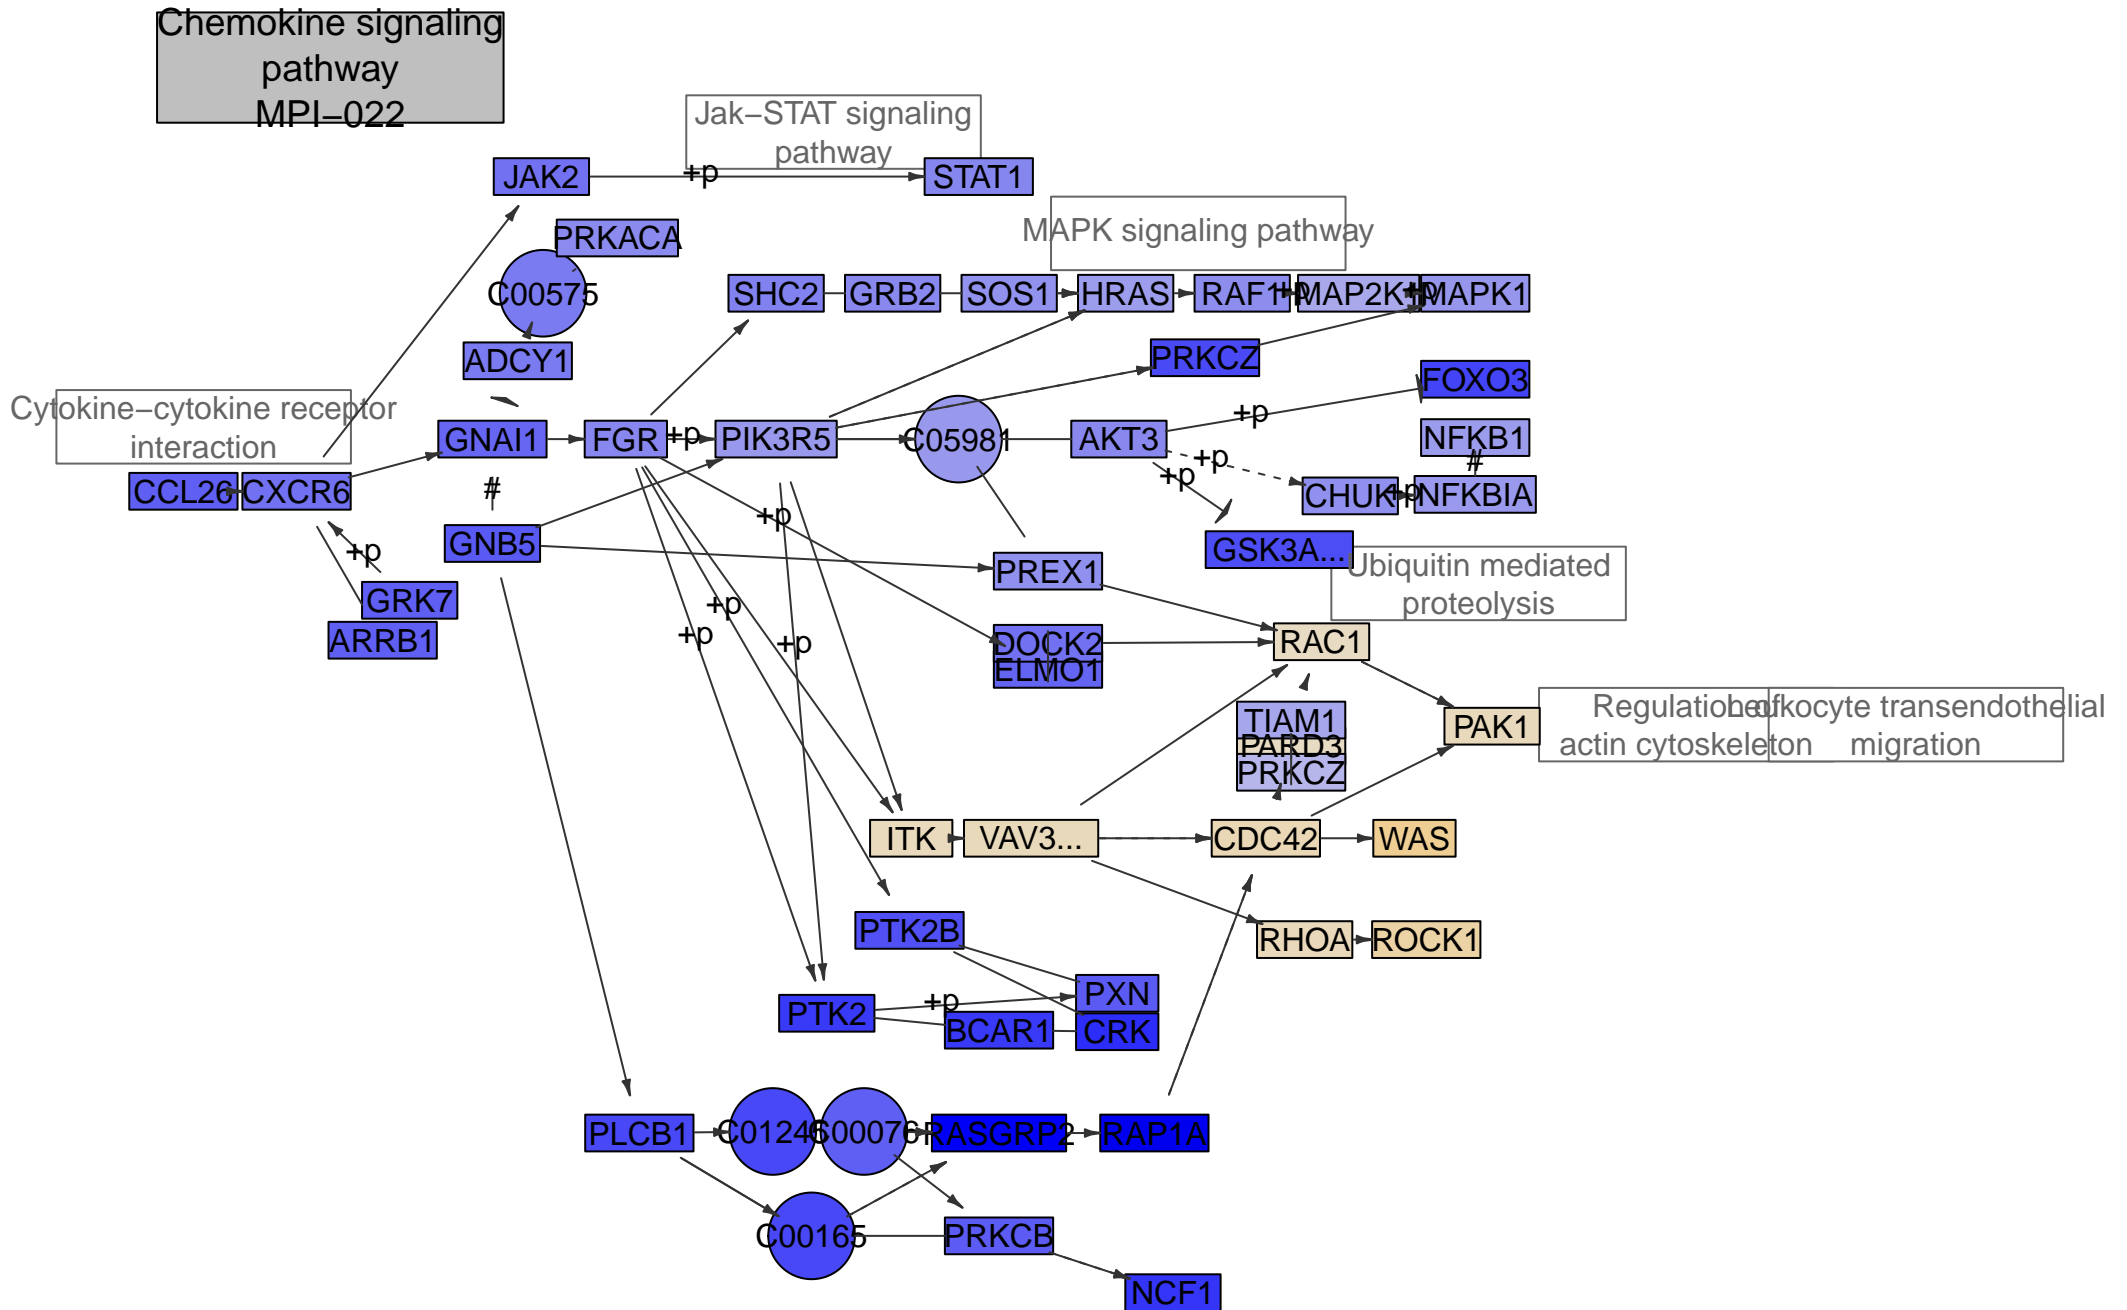 Chemokine signaling
pathway
MPI−022
Jak−STAT signaling
pathway
JAK2
+p
STAT1
PRKACA
MAPK signaling pathway
C00575
SHC2
GRB2
SOS1
HRAS
RAF1
+p
MAP2K1
+p
MAPK1
ADCY1
PRKCZ
FOXO3
Cytokine−cytokine receptor
interaction
GNAI1
FGR
+p
PIK3R5
C05981
AKT3
+p
NFKB1
+p
#
+p
CCL26
CXCR6
#
CHUK
+p
NFKBIA
+p
+p
GNB5
GSK3A...
PREX1
Ubiquitin mediated
proteolysis
GRK7
+p
+p
+p
ARRB1
DOCK2
ELMO1
RAC1
TIAM1
PARD3
PRKCZ
PAK1
Regulation of
actin cytoskeleton
Leukocyte transendothelial
migration
ITK
VAV3...
CDC42
WAS
PTK2B
RHOA
ROCK1
PTK2
+p
PXN
BCAR1
CRK
PLCB1
C01245
C00076
RASGRP2
RAP1A
C00165
PRKCB
NCF1